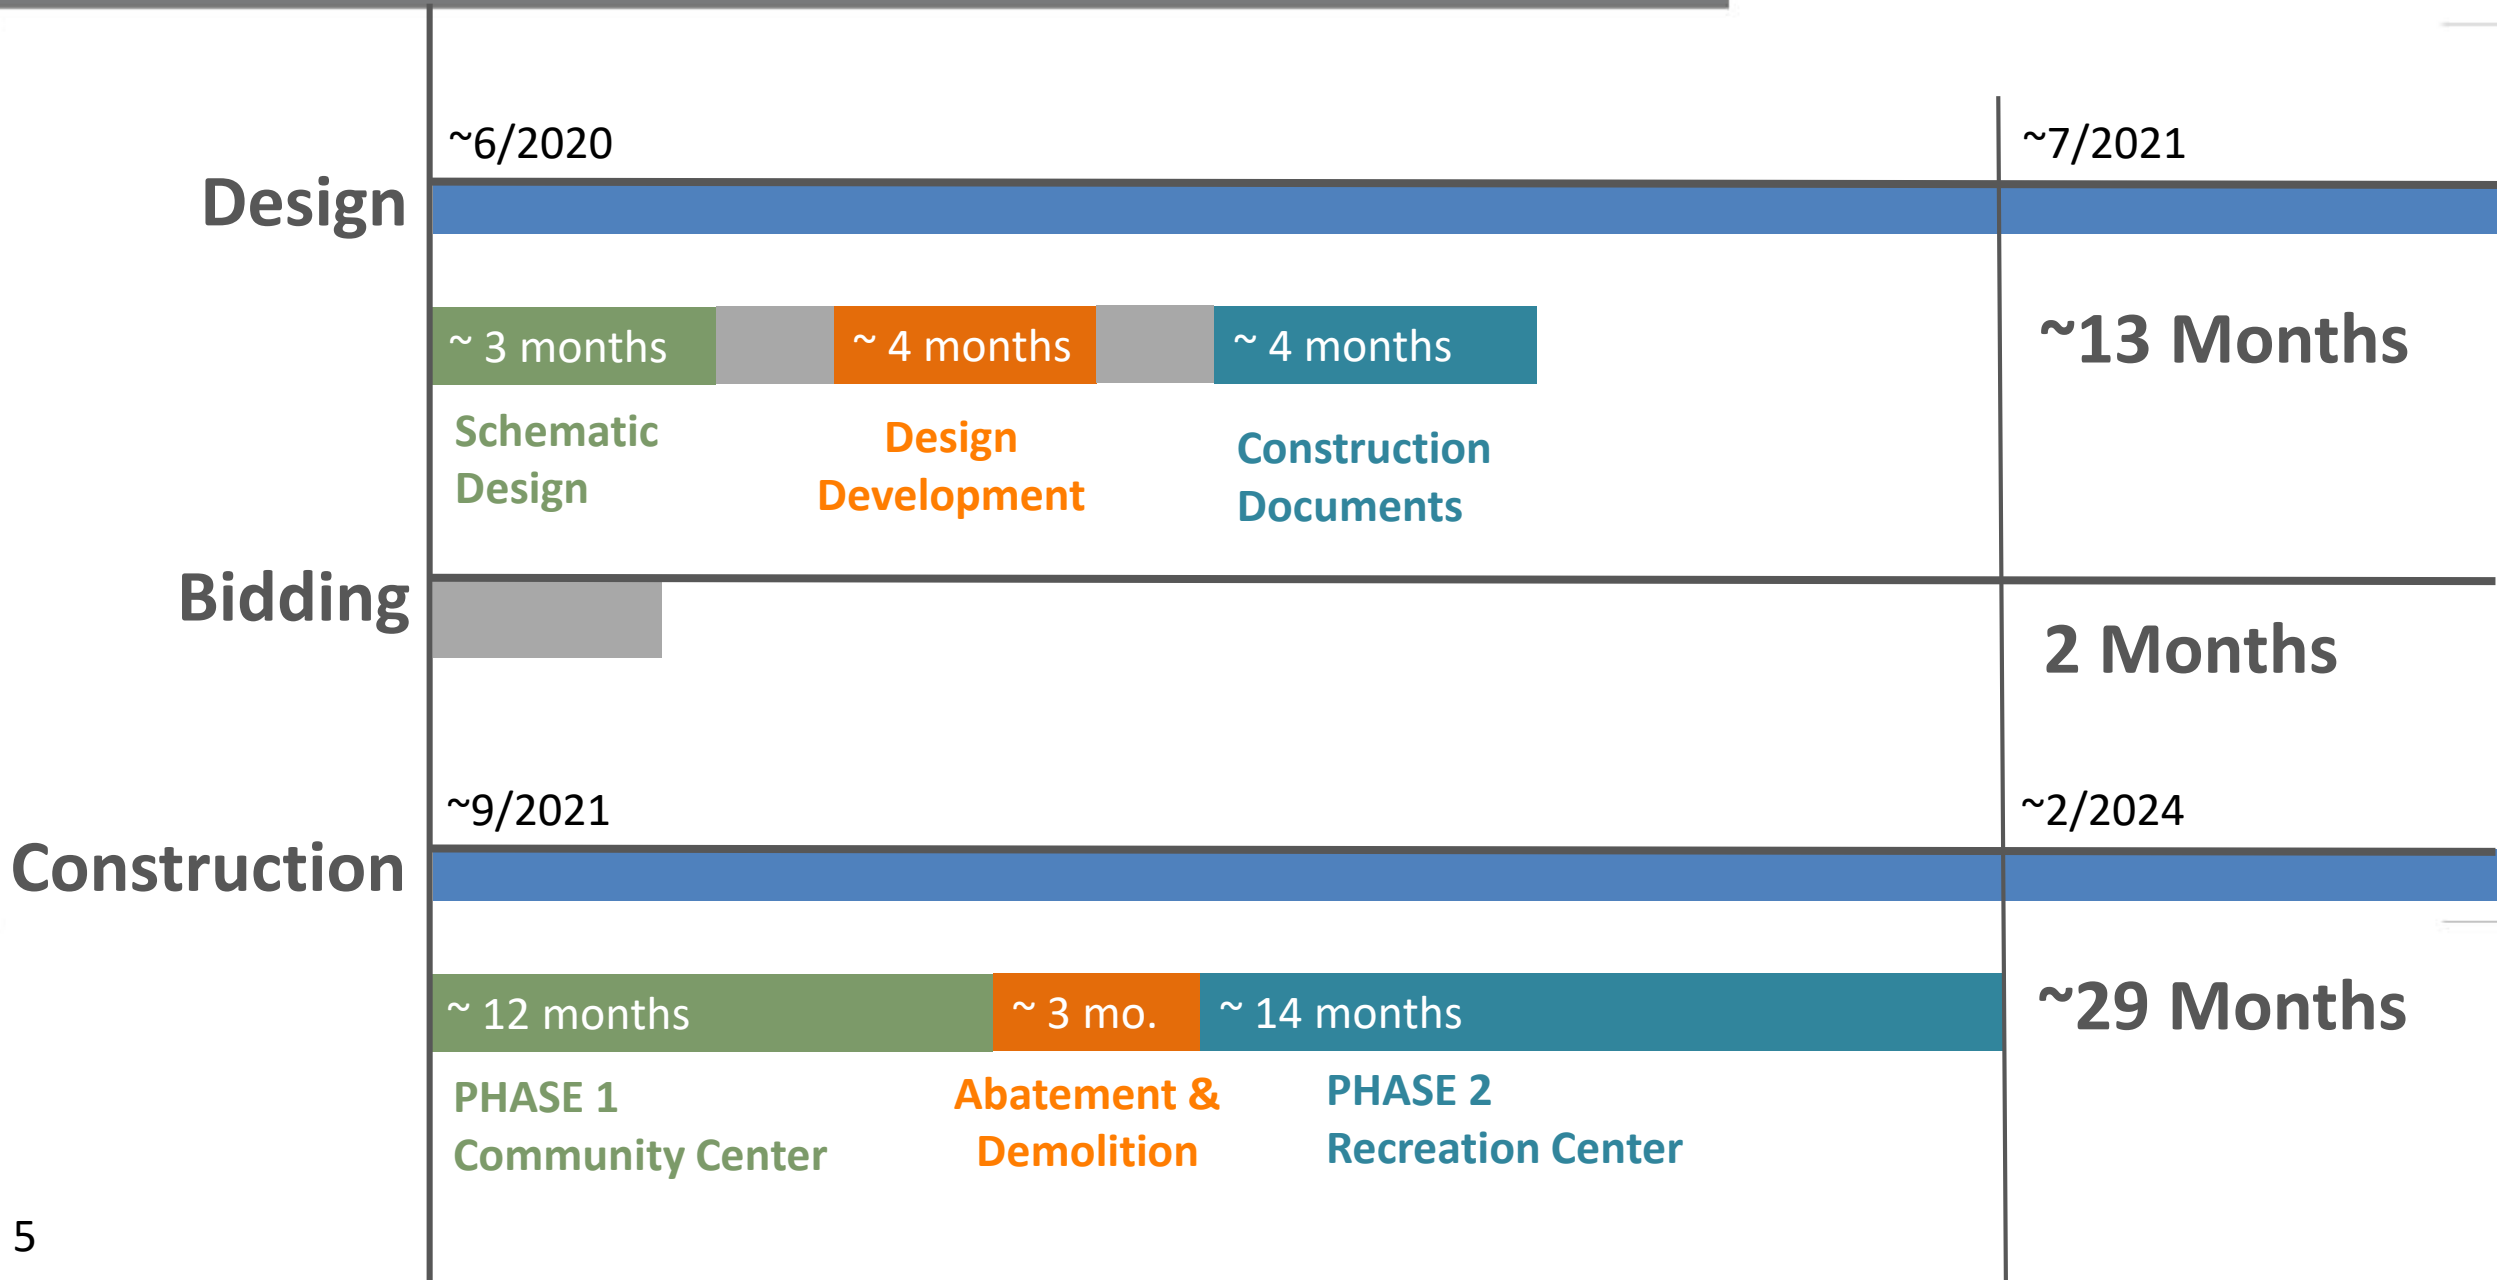 ~6/2020
~7/2021
Design
~ 3 months
~ 4 months
~ 4 months
~13 Months
Schematic
Design
Design
Development
Construction
Documents
Bidding
2 Months
~9/2021
~2/2024
Construction
~ 12 months
~ 3 mo.
~ 14 months
~29 Months
PHASE 1
Community Center
Abatement &
Demolition
PHASE 2
Recreation Center
5